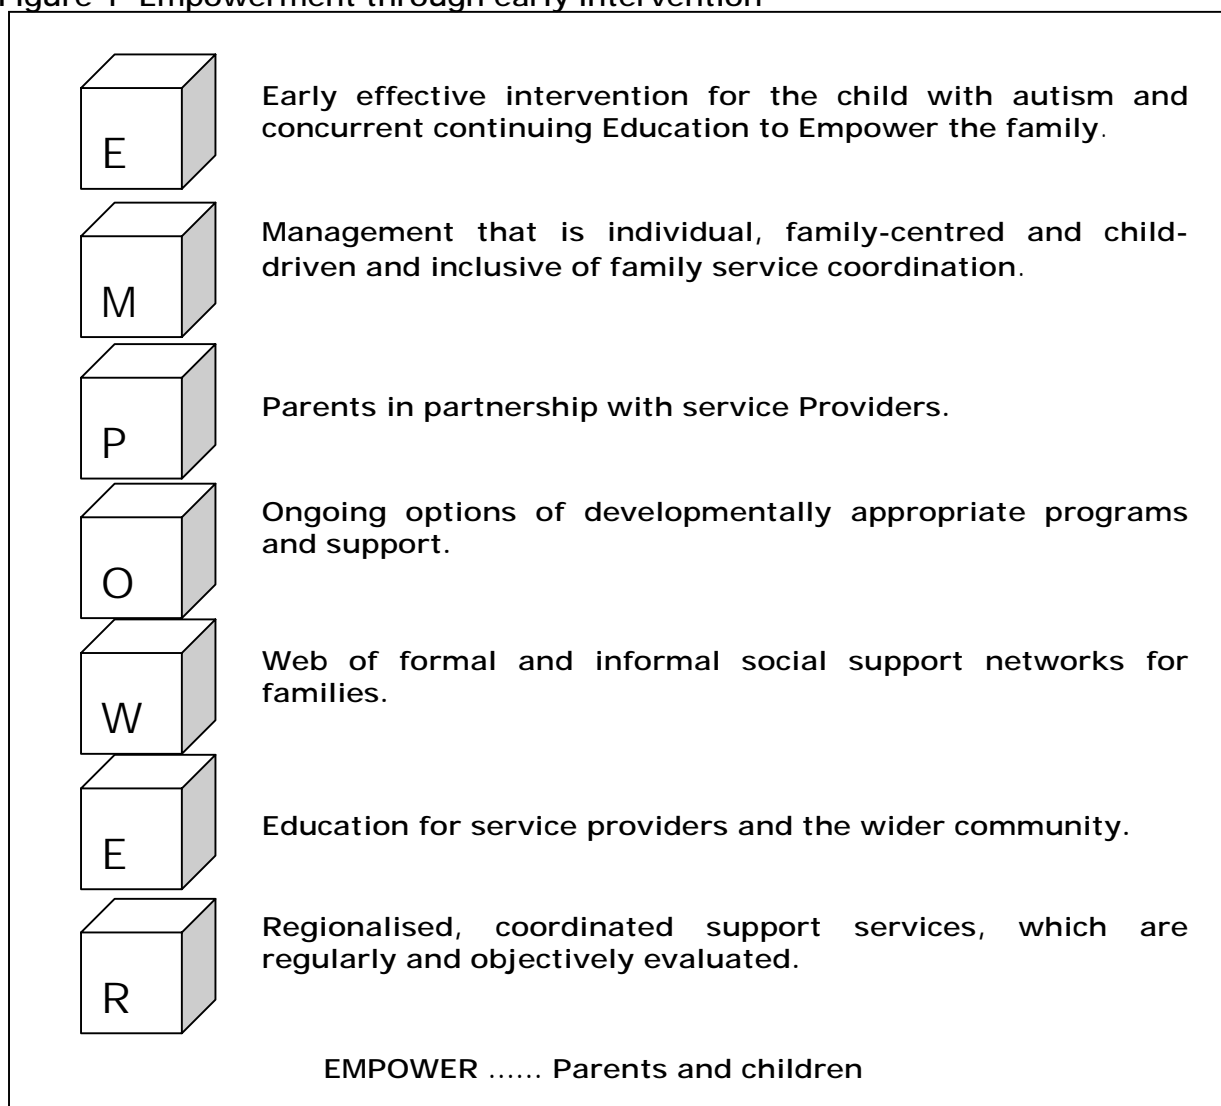 Figure 1 Empowerment through early intervention
E
Early effective intervention for the child with autism and
concurrent continuing Education to Empower the family.
M
Management that is individual, family-centred and child-
driven and inclusive of family service coordination.
P
Parents in partnership with service Providers.
O
Ongoing options of developmentally appropriate programs
and support.
W
Web of formal and informal social support networks for
families.
E
Education for service providers and the wider community.
R
Regionalised, coordinated support services, which are
regularly and objectively evaluated.
EMPOWER ...... Parents and children